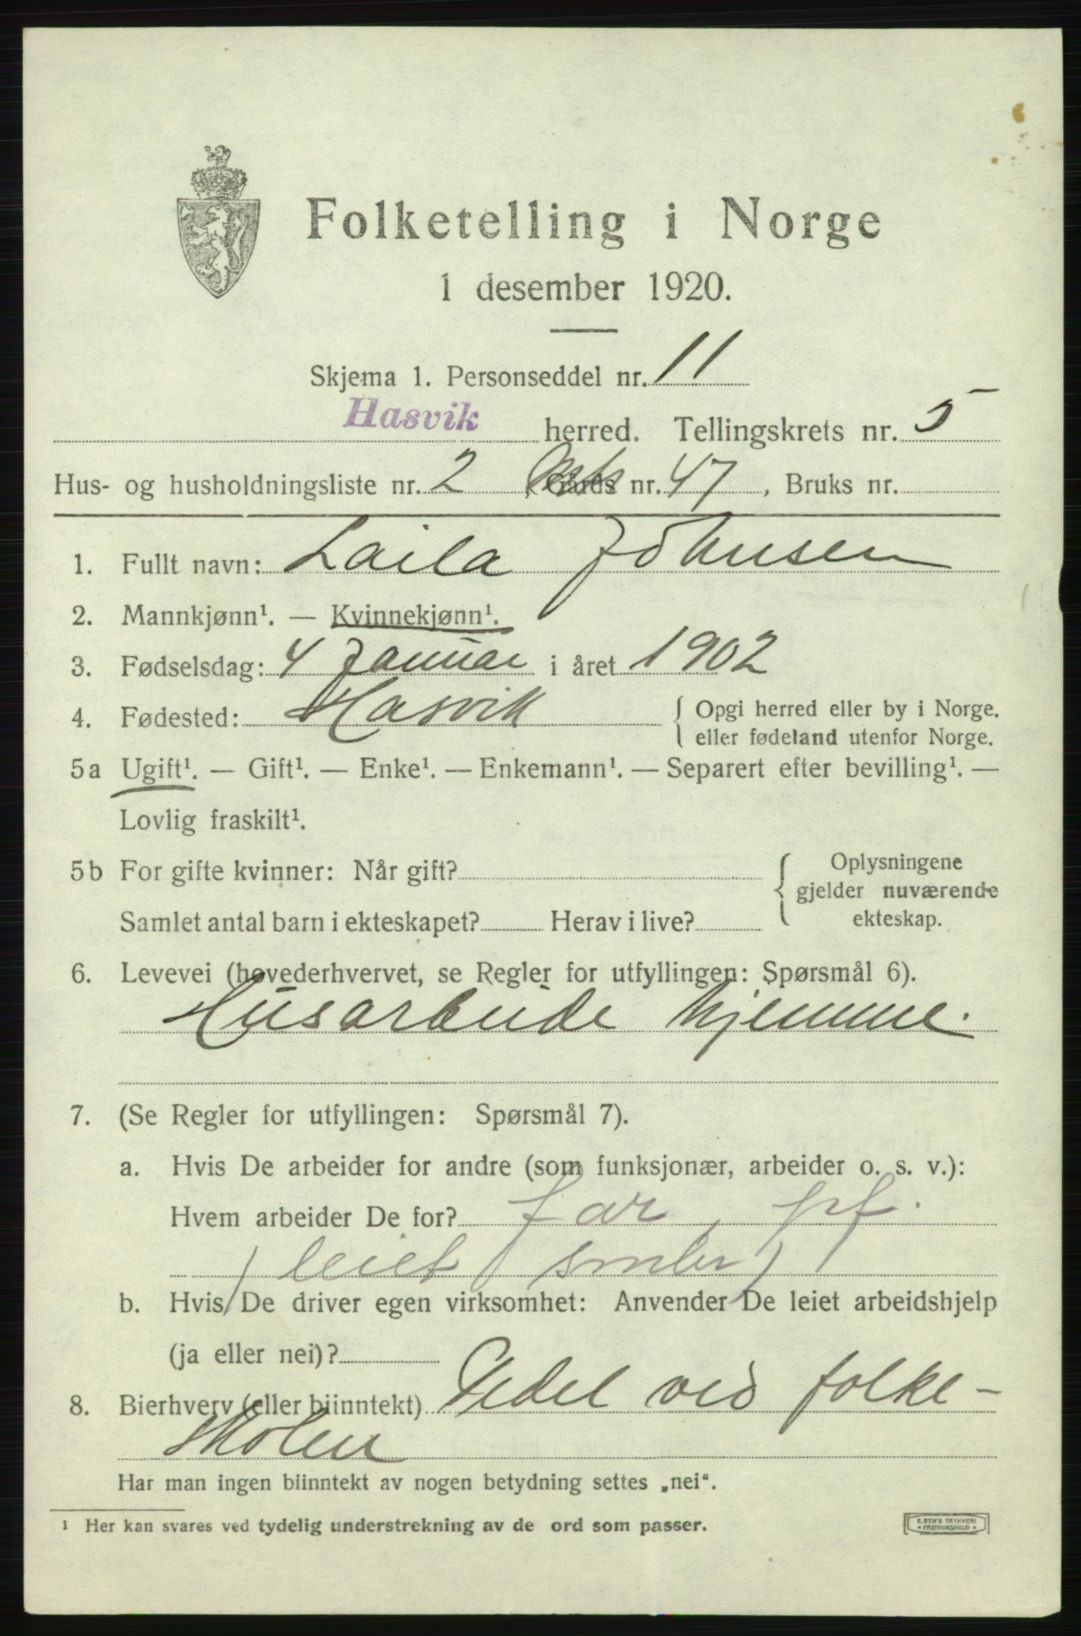 Folketelling i Norge
1 desember 1920.
Skjema 1. Personseddel nr. 11
Hasvik herred. Tellingskrets nr. 5
Hus- og husholdningsliste nr. 2, Gards nr. 47, Bruks nr.
1. Fullt navn: Laila Johnsen
2. Mannkjønn¹. — Kvinnekjønn¹.
3. Fødselsdag: 4 Januar i året 1902
4. Fødested: Hasvik { Opgi herred eller by i Norge.
eller fødeland utenfor Norge.
5a Ugift¹. — Gift¹. — Enke¹. — Enkemann¹. — Separert efter bevilling¹. —
Lovlig fraskilt¹.
5b For gifte kvinner: Når gift? { Oplysningene
gjelder nuværende
ekteskap.
Samlet antal barn i ekteskapet? Herav i live?
6. Levevei (hovederhvervet, se Regler for utfyllingen: Spørsmål 6).
Husarbeide hjemme.
7. (Se Regler for utfyllingen: Spørsmål 7).
a. Hvis De arbeider for andre (som funksjonær, arbeider o. s. v.):
Hvem arbeider De for? far, pf.
(leiet
b. Hvis De driver egen virksomhet: Anvender De leiet arbeidshjelp
(ja eller nei)?
8. Bierhverv (eller biinntekt) Pedel ved folke-
skolen
Har man ingen biinntekt av nogen betydning settes „nei“.
¹ Her kan svares ved tydelig understrekning av de ord som passer.
E. SEM'S TRYKKERI
FREDRIKSHALD